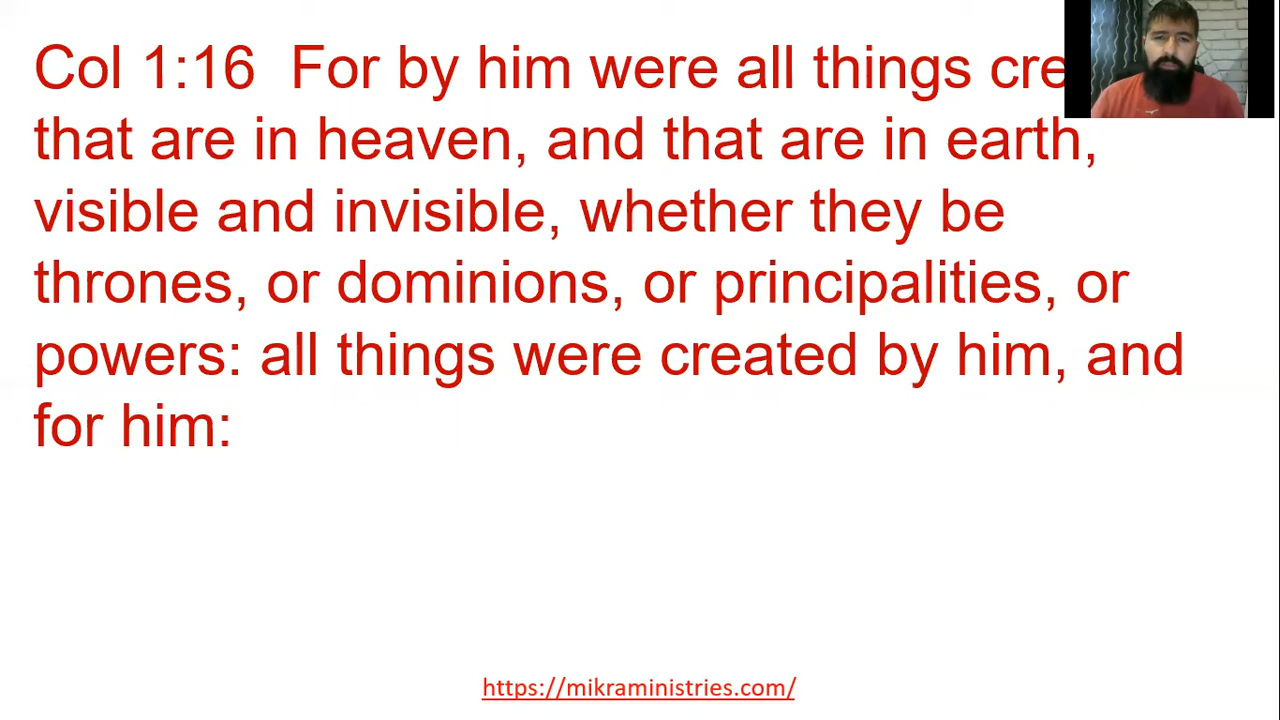 Col 1:16 For by him were all things
that are in heaven, and that are in earth,
visible and invisible, whether they be
thrones, or dominions, or principalities, or
powers: all things were created by him, and
for him:
https://mikraministries.com/